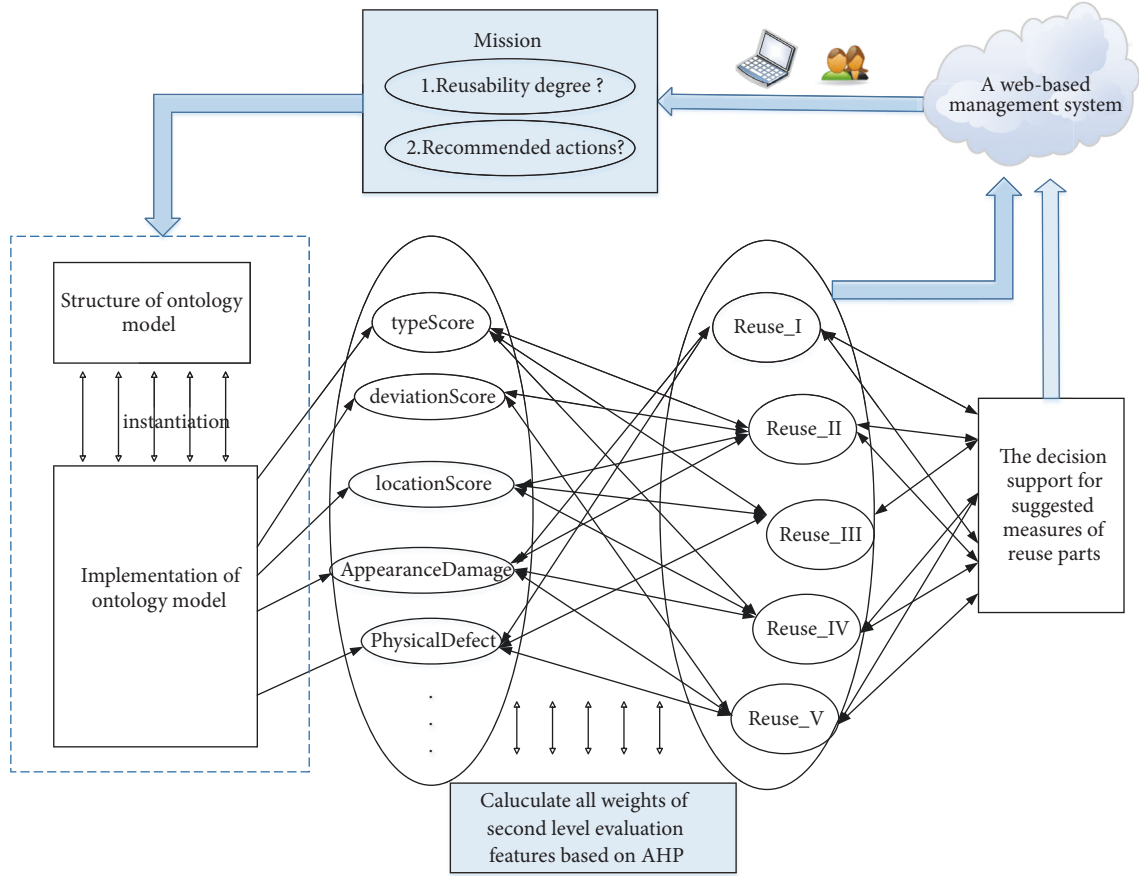 Mission
1.Reusability degree ?
2.Recommended actions?
A web-based
management system
Structure of ontology
model
instantiation
Implementation of
ontology model
typeScore
deviationScore
locationScore
AppearanceDamage
PhysicalDefect
.
.
.
Reuse_I
Reuse_II
Reuse_III
Reuse_IV
Reuse_V
The decision
support for
suggested
measures of
reuse parts
Caluculate all weights of
second level evaluation
features based on AHP